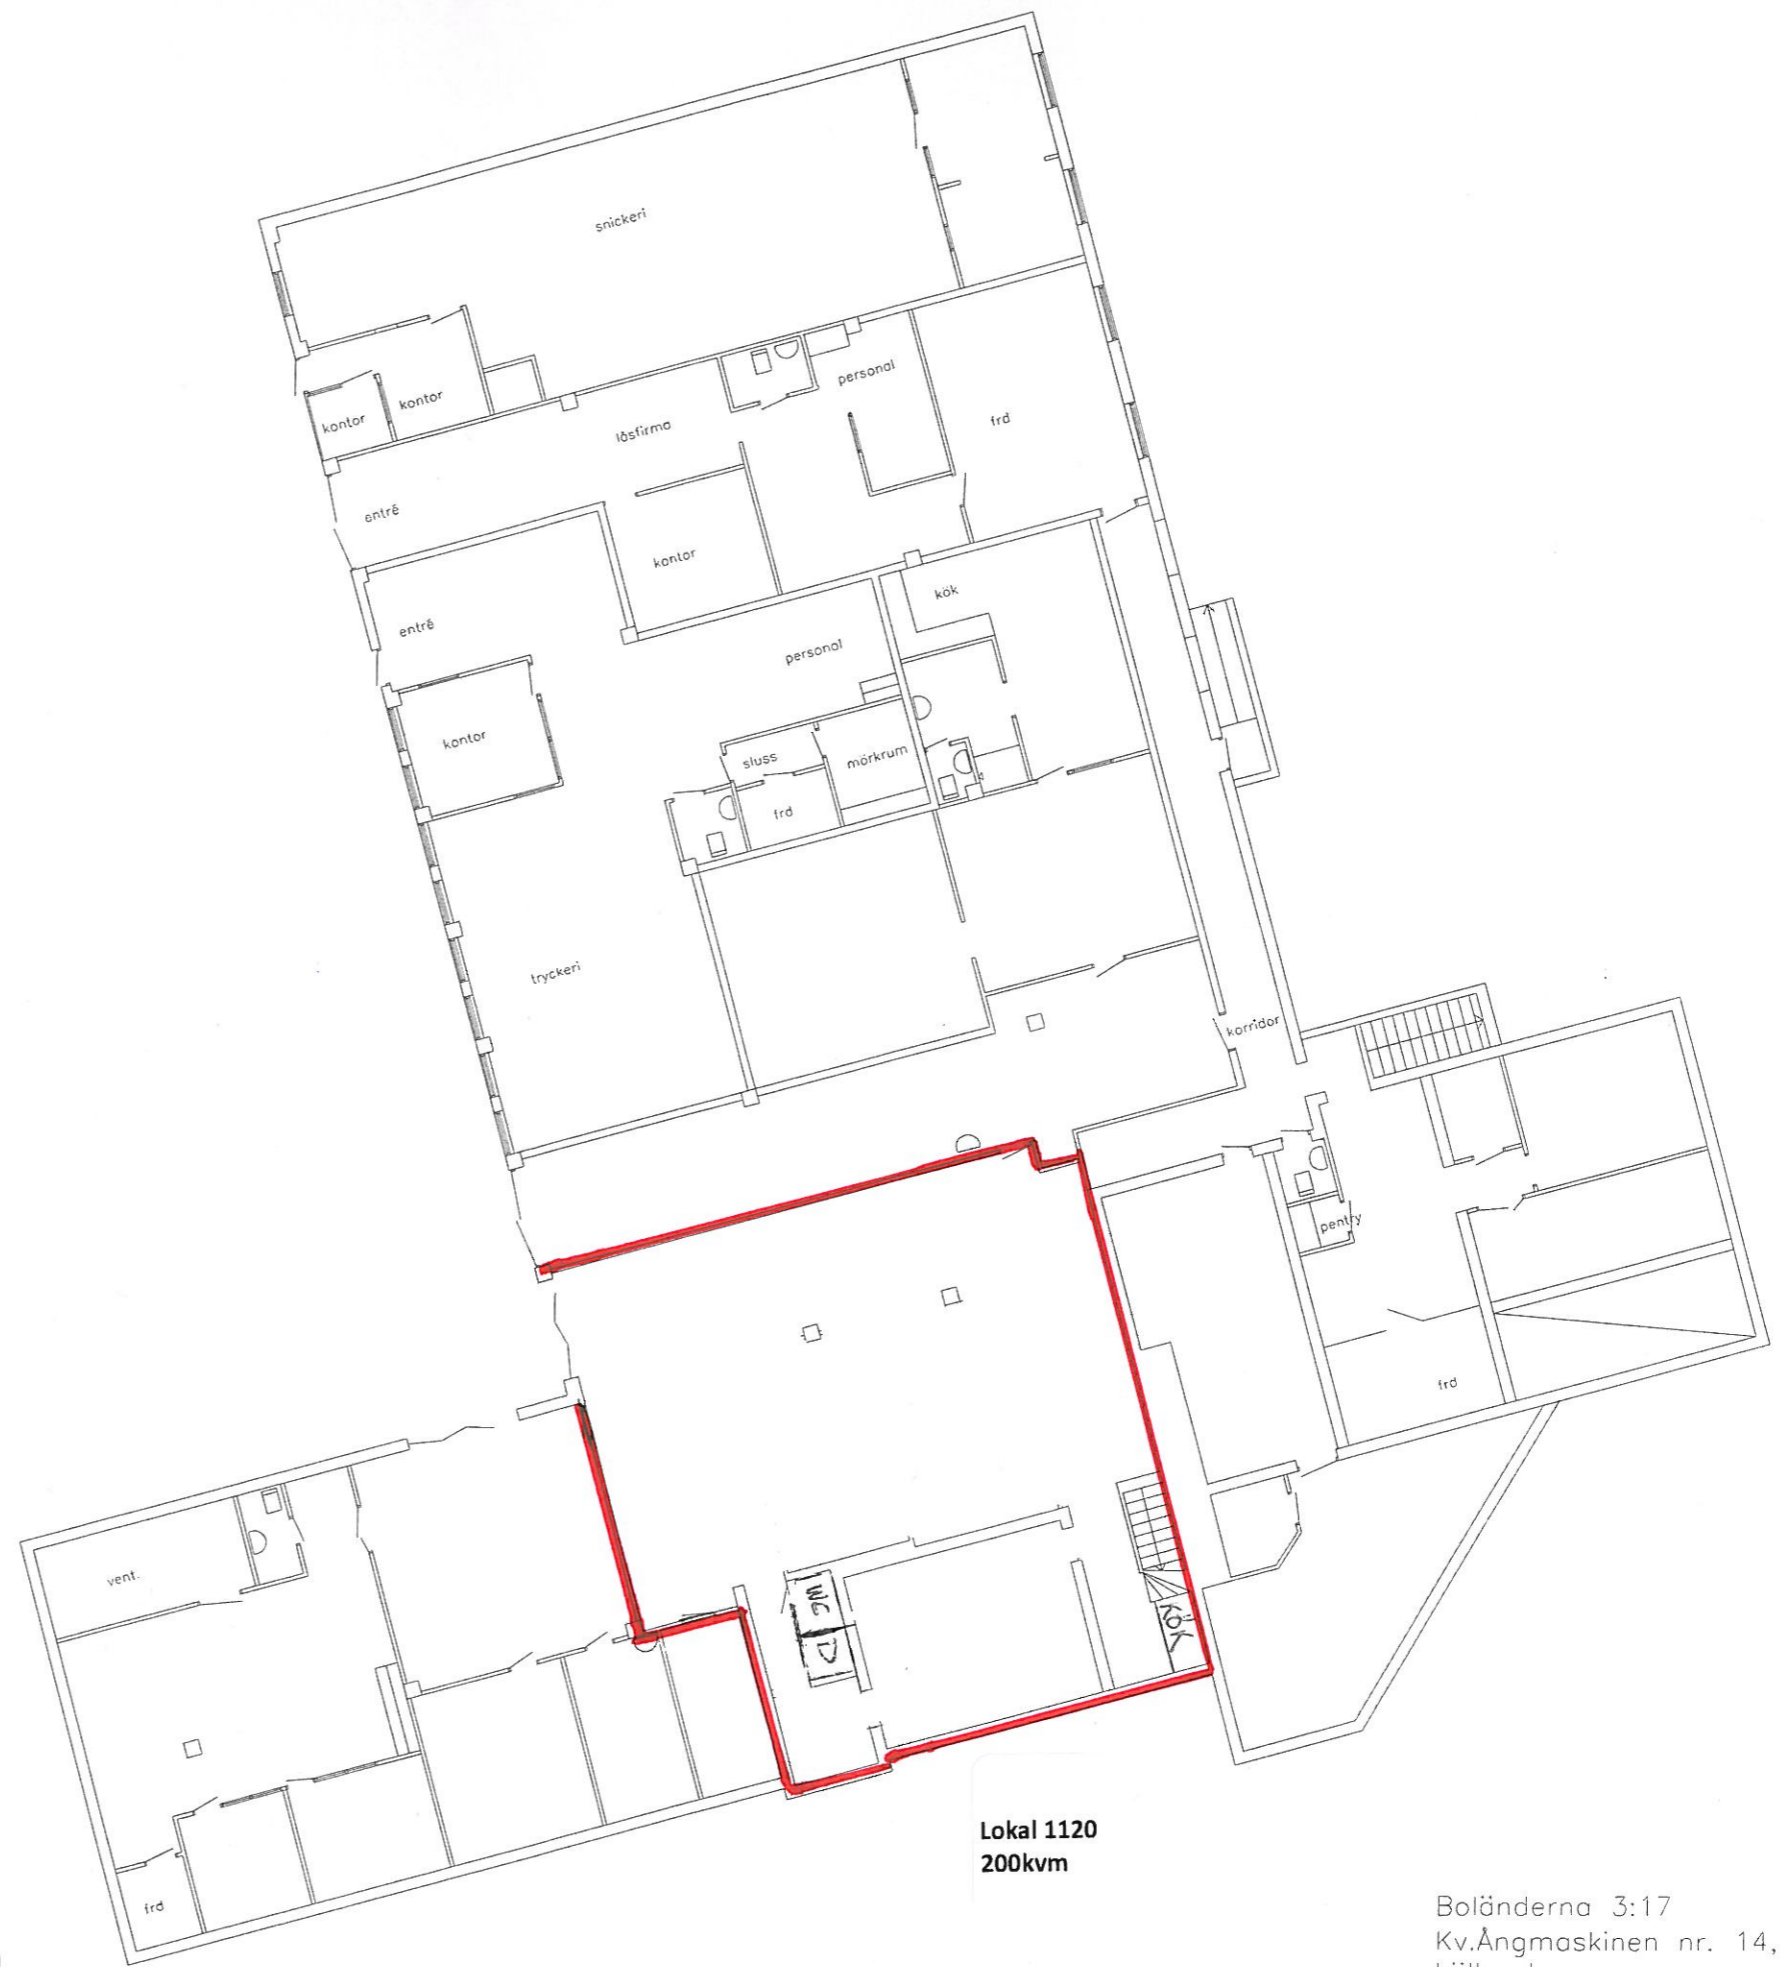 snickeri
personal
kontor
kontor
låsfirma
frd
entré
kontor
kök
entré
personal
kontor
sluss
mörkrum
frd
tryckeri
korridor
pentry
frd
vent.
WC
D
KÖK
frd
Lokal 1120
200kvm
Boländerna 3:17
Kv.Ångmaskinen nr. 14,